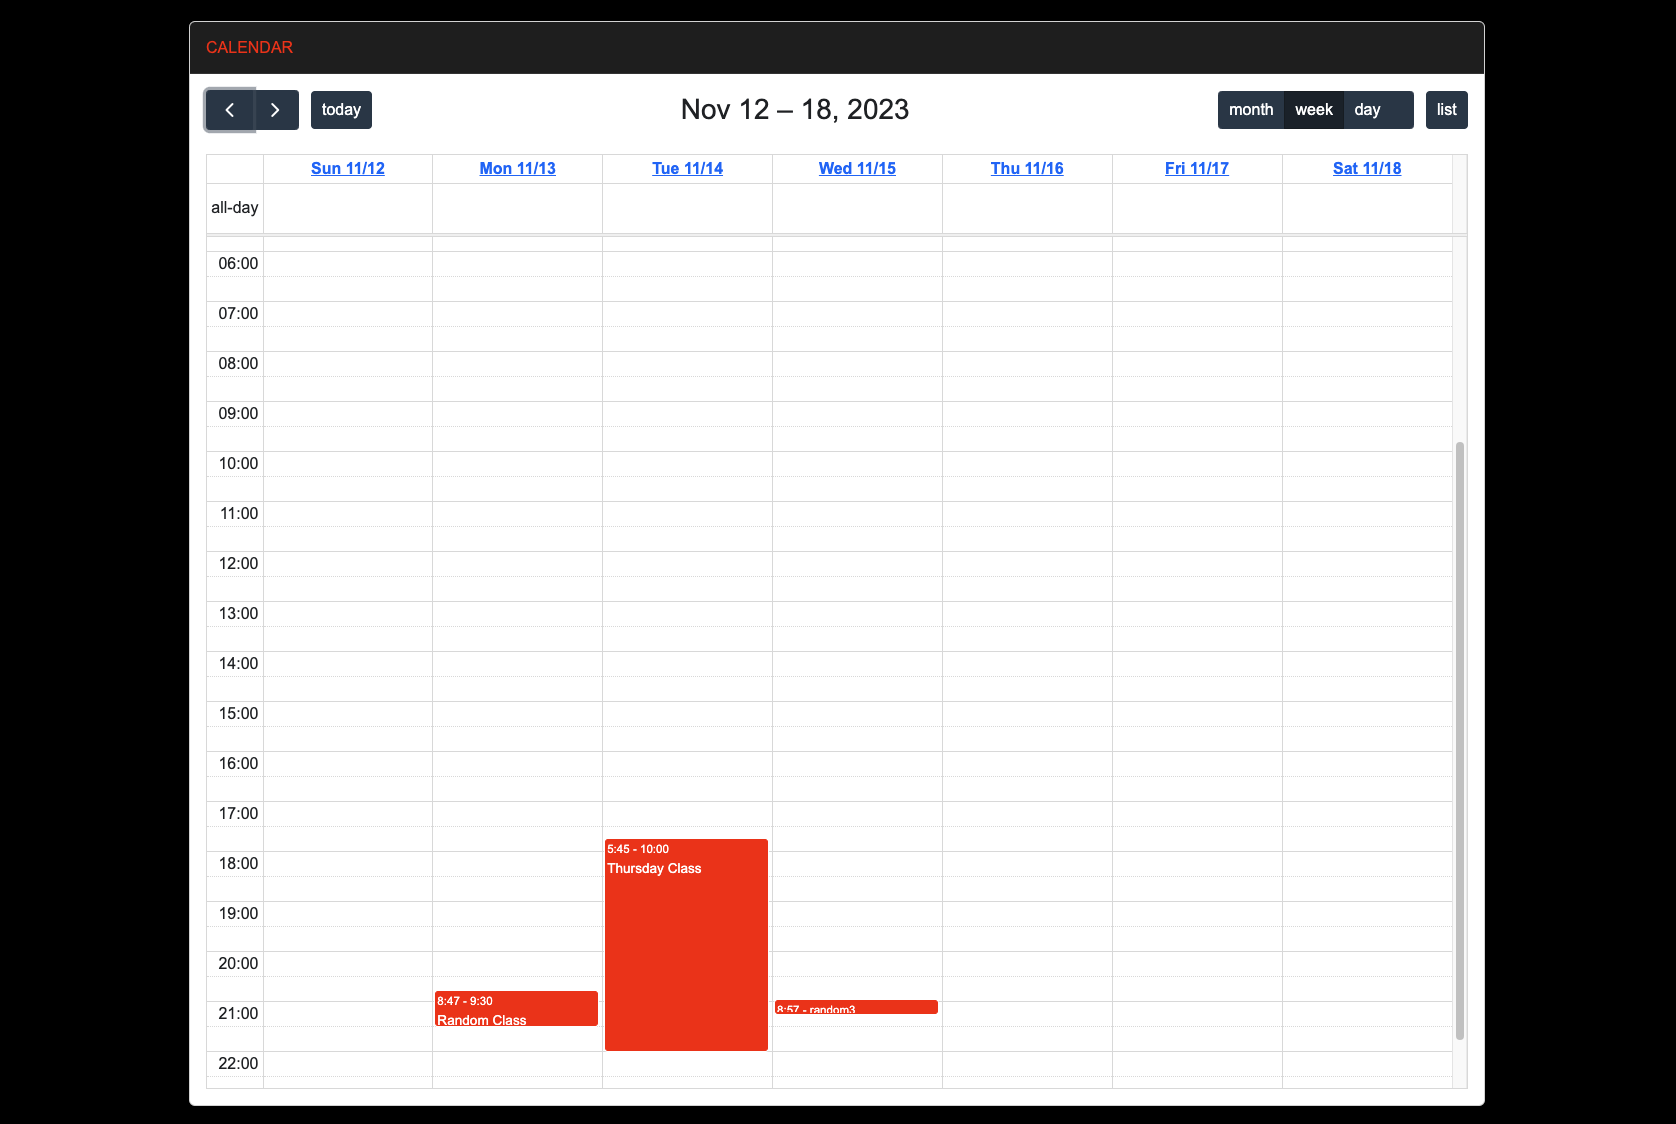 CALENDAR
today
Nov 12 – 18, 2023
month week day list
Sun 11/12 Mon 11/13 Tue 11/14 Wed 11/15 Thu 11/16 Fri 11/17 Sat 11/18
all-day
06:00
07:00
08:00
09:00
10:00
11:00
12:00
13:00
14:00
15:00
16:00
17:00
5:45 - 10:00
Thursday Class
18:00
19:00
20:00
8:47 - 9:30
Random Class
8:57 - random3
21:00
22:00